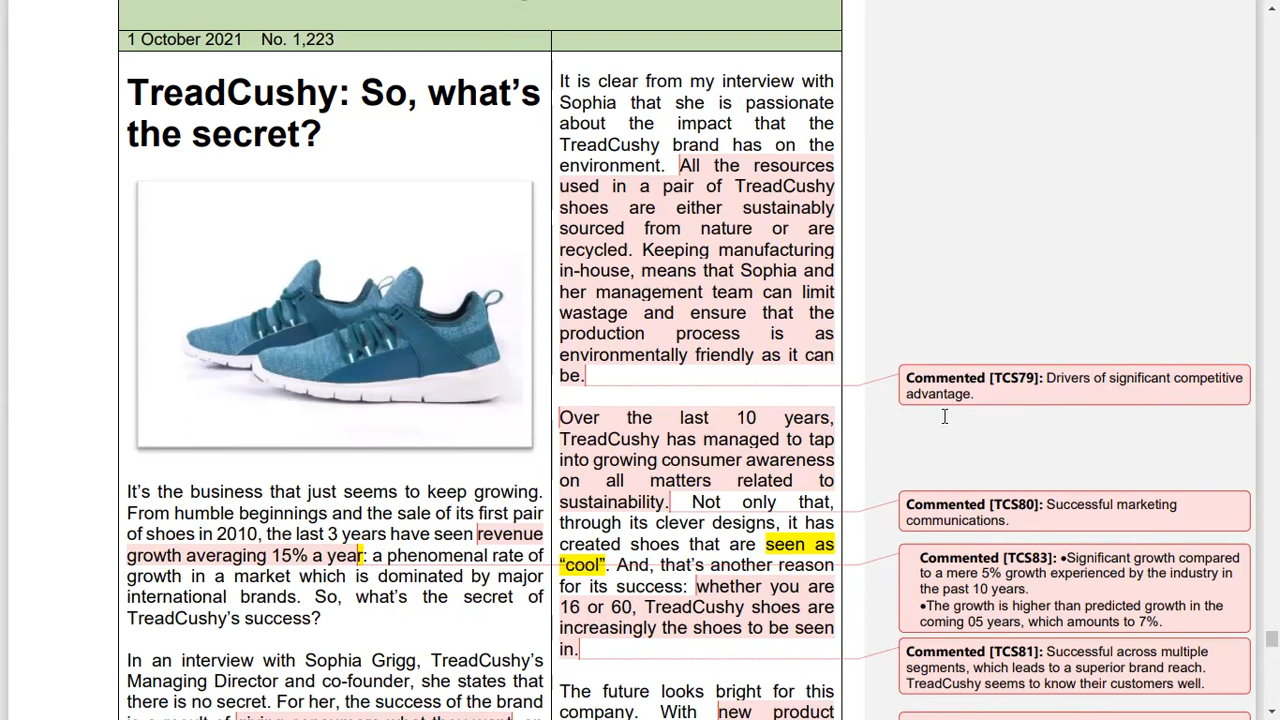 1 October 2021 No. 1,223
TreadCushy: So, what’s
the secret?
It’s the business that just seems to keep growing.
From humble beginnings and the sale of its first pair
of shoes in 2010, the last 3 years have seen revenue
growth averaging 15% a year: a phenomenal rate of
growth in a market which is dominated by major
international brands. So, what’s the secret of
TreadCushy’s success?
In an interview with Sophia Grigg, TreadCushy’s
Managing Director and co-founder, she states that
there is no secret. For her, the success of the brand
is a result of giving consumers what they want, on
It is clear from my interview with
Sophia that she is passionate
about the impact that the
TreadCushy brand has on the
environment. All the resources
used in a pair of TreadCushy
shoes are either sustainably
sourced from nature or are
recycled. Keeping manufacturing
in-house, means that Sophia and
her management team can limit
wastage and ensure that the
production process is as
environmentally friendly as it can
be.
Over the last 10 years,
TreadCushy has managed to tap
into growing consumer awareness
on all matters related to
sustainability. Not only that,
through its clever designs, it has
created shoes that are seen as
“cool”. And, that’s another reason
for its success: whether you are
16 or 60, TreadCushy shoes are
increasingly the shoes to be seen
in.
The future looks bright for this
company. With new product
Commented [TCS79]: Drivers of significant competitive
advantage.
Commented [TCS80]: Successful marketing
communications.
Commented [TCS83]: •Significant growth compared
to a mere 5% growth experienced by the industry in
the past 10 years.
•The growth is higher than predicted growth in the
coming 05 years, which amounts to 7%.
Commented [TCS81]: Successful across multiple
segments, which leads to a superior brand reach.
TreadCushy seems to know their customers well.